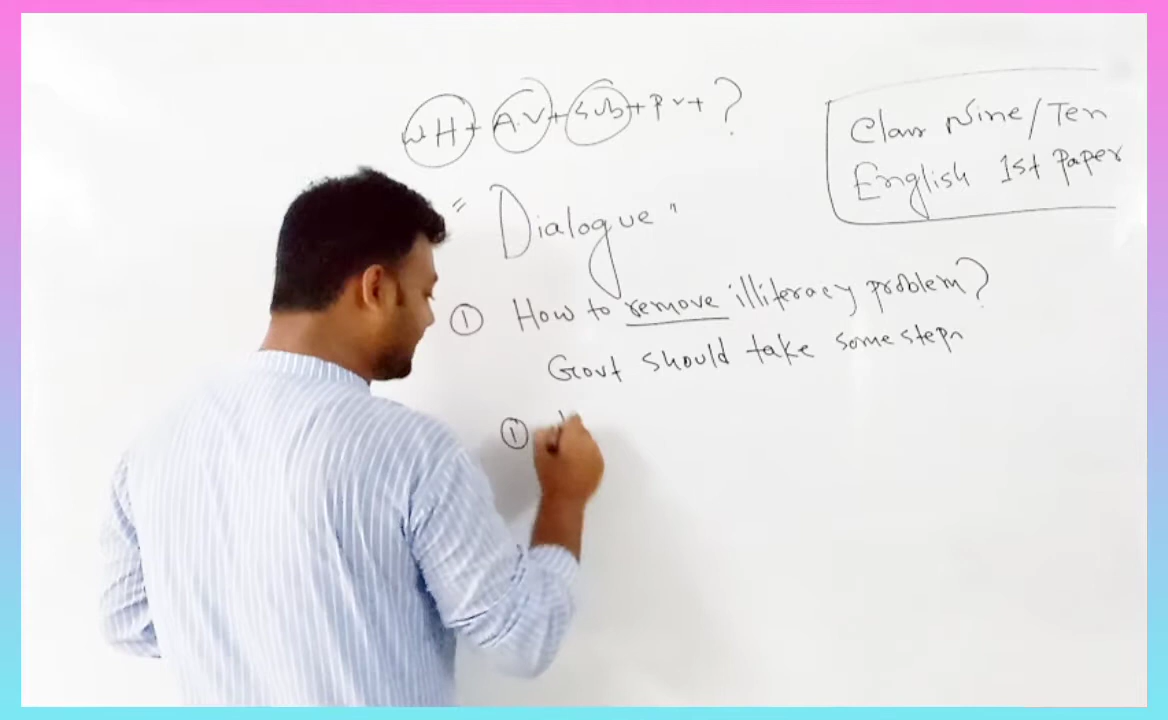 WH + A.V + Sub + PV + ?
Class Nine/Ten
English 1st Paper
"Dialogue"
① How to remove illiteracy problem?
Govt should take some steps
①